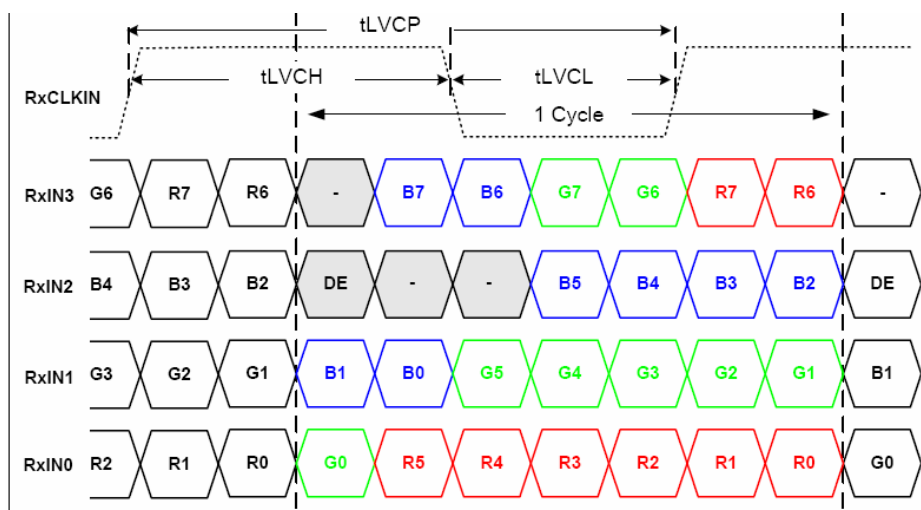 tLVCP
tLVCH tLVCL
RxCLKIN
1 Cycle
RxIN3 G6 R7 R6 - B7 B6 G7 G6 R7 R6 -
RxIN2 B4 B3 B2 DE - - B5 B4 B3 B2 DE
RxIN1 G3 G2 G1 B1 B0 G5 G4 G3 G2 G1 B1
RxIN0 R2 R1 R0 G0 R5 R4 R3 R2 R1 R0 G0